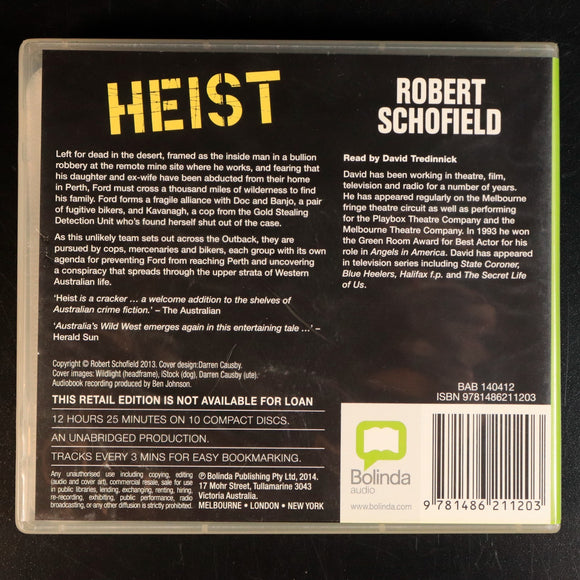 HEIST
Left for dead in the desert, framed as the inside man in a bullion
robbery at the remote mine site where he works, and fearing that
his daughter and ex-wife have been abducted from their home
in Perth, Ford must cross a thousand miles of wilderness to find
his family. Ford forms a fragile alliance with Doc and Banjo, a pair
of fugitive bikers, and Kavanagh, a cop from the Gold Stealing
Detection Unit who's found herself shut out of the case.
As this unlikely team sets out across the Outback, they are
pursued by cops, mercenaries and bikers, each group with its own
agenda for preventing Ford from reaching Perth and uncovering
a conspiracy that spreads through the upper strata of Western
Australian life.
'Heist is a cracker ... a welcome addition to the shelves of
Australian crime fiction.' – The Australian
'Australia's Wild West emerges again in this entertaining tale ...' –
Herald Sun
Copyright © Robert Schofield 2013. Cover design:Darren Causby.
Cover images: Wildlight (headframe), iStock (dog), Darren Causby (ute).
Audiobook recording produced by Ben Johnson.
THIS RETAIL EDITION IS NOT AVAILABLE FOR LOAN
12 HOURS 25 MINUTES ON 10 COMPACT DISCS.
AN UNABRIDGED PRODUCTION.
TRACKS EVERY 3 MINS FOR EASY BOOKMARKING.
Any unauthorised use including copying, editing
(audio and cover art), commercial resale, sale for use
in public libraries, lending, exchanging, renting, hiring,
re-recording, exhibiting, public performance, radio
broadcasting, or any other diffusion is strictly prohibited.
℗ Bolinda Publishing Pty Ltd, 2014.
17 Mohr Street, Tullamarine 3043
Victoria Australia.
MELBOURNE • LONDON • NEW YORK
ROBERT
SCHOFIELD
Read by David Tredinnick
David has been working in theatre, film,
television and radio for a number of years.
He has appeared regularly on the Melbourne
fringe theatre circuit as well as performing
for the Playbox Theatre Company and the
Melbourne Theatre Company. In 1993 he won
the Green Room Award for Best Actor for his
role in Angels in America. David has appeared
in television series including State Coroner,
Blue Heelers, Halifax f.p. and The Secret Life
of Us.
BAB 140412
ISBN 9781486211203
Bolinda
audio
www.bolinda.com
9 781486 211203